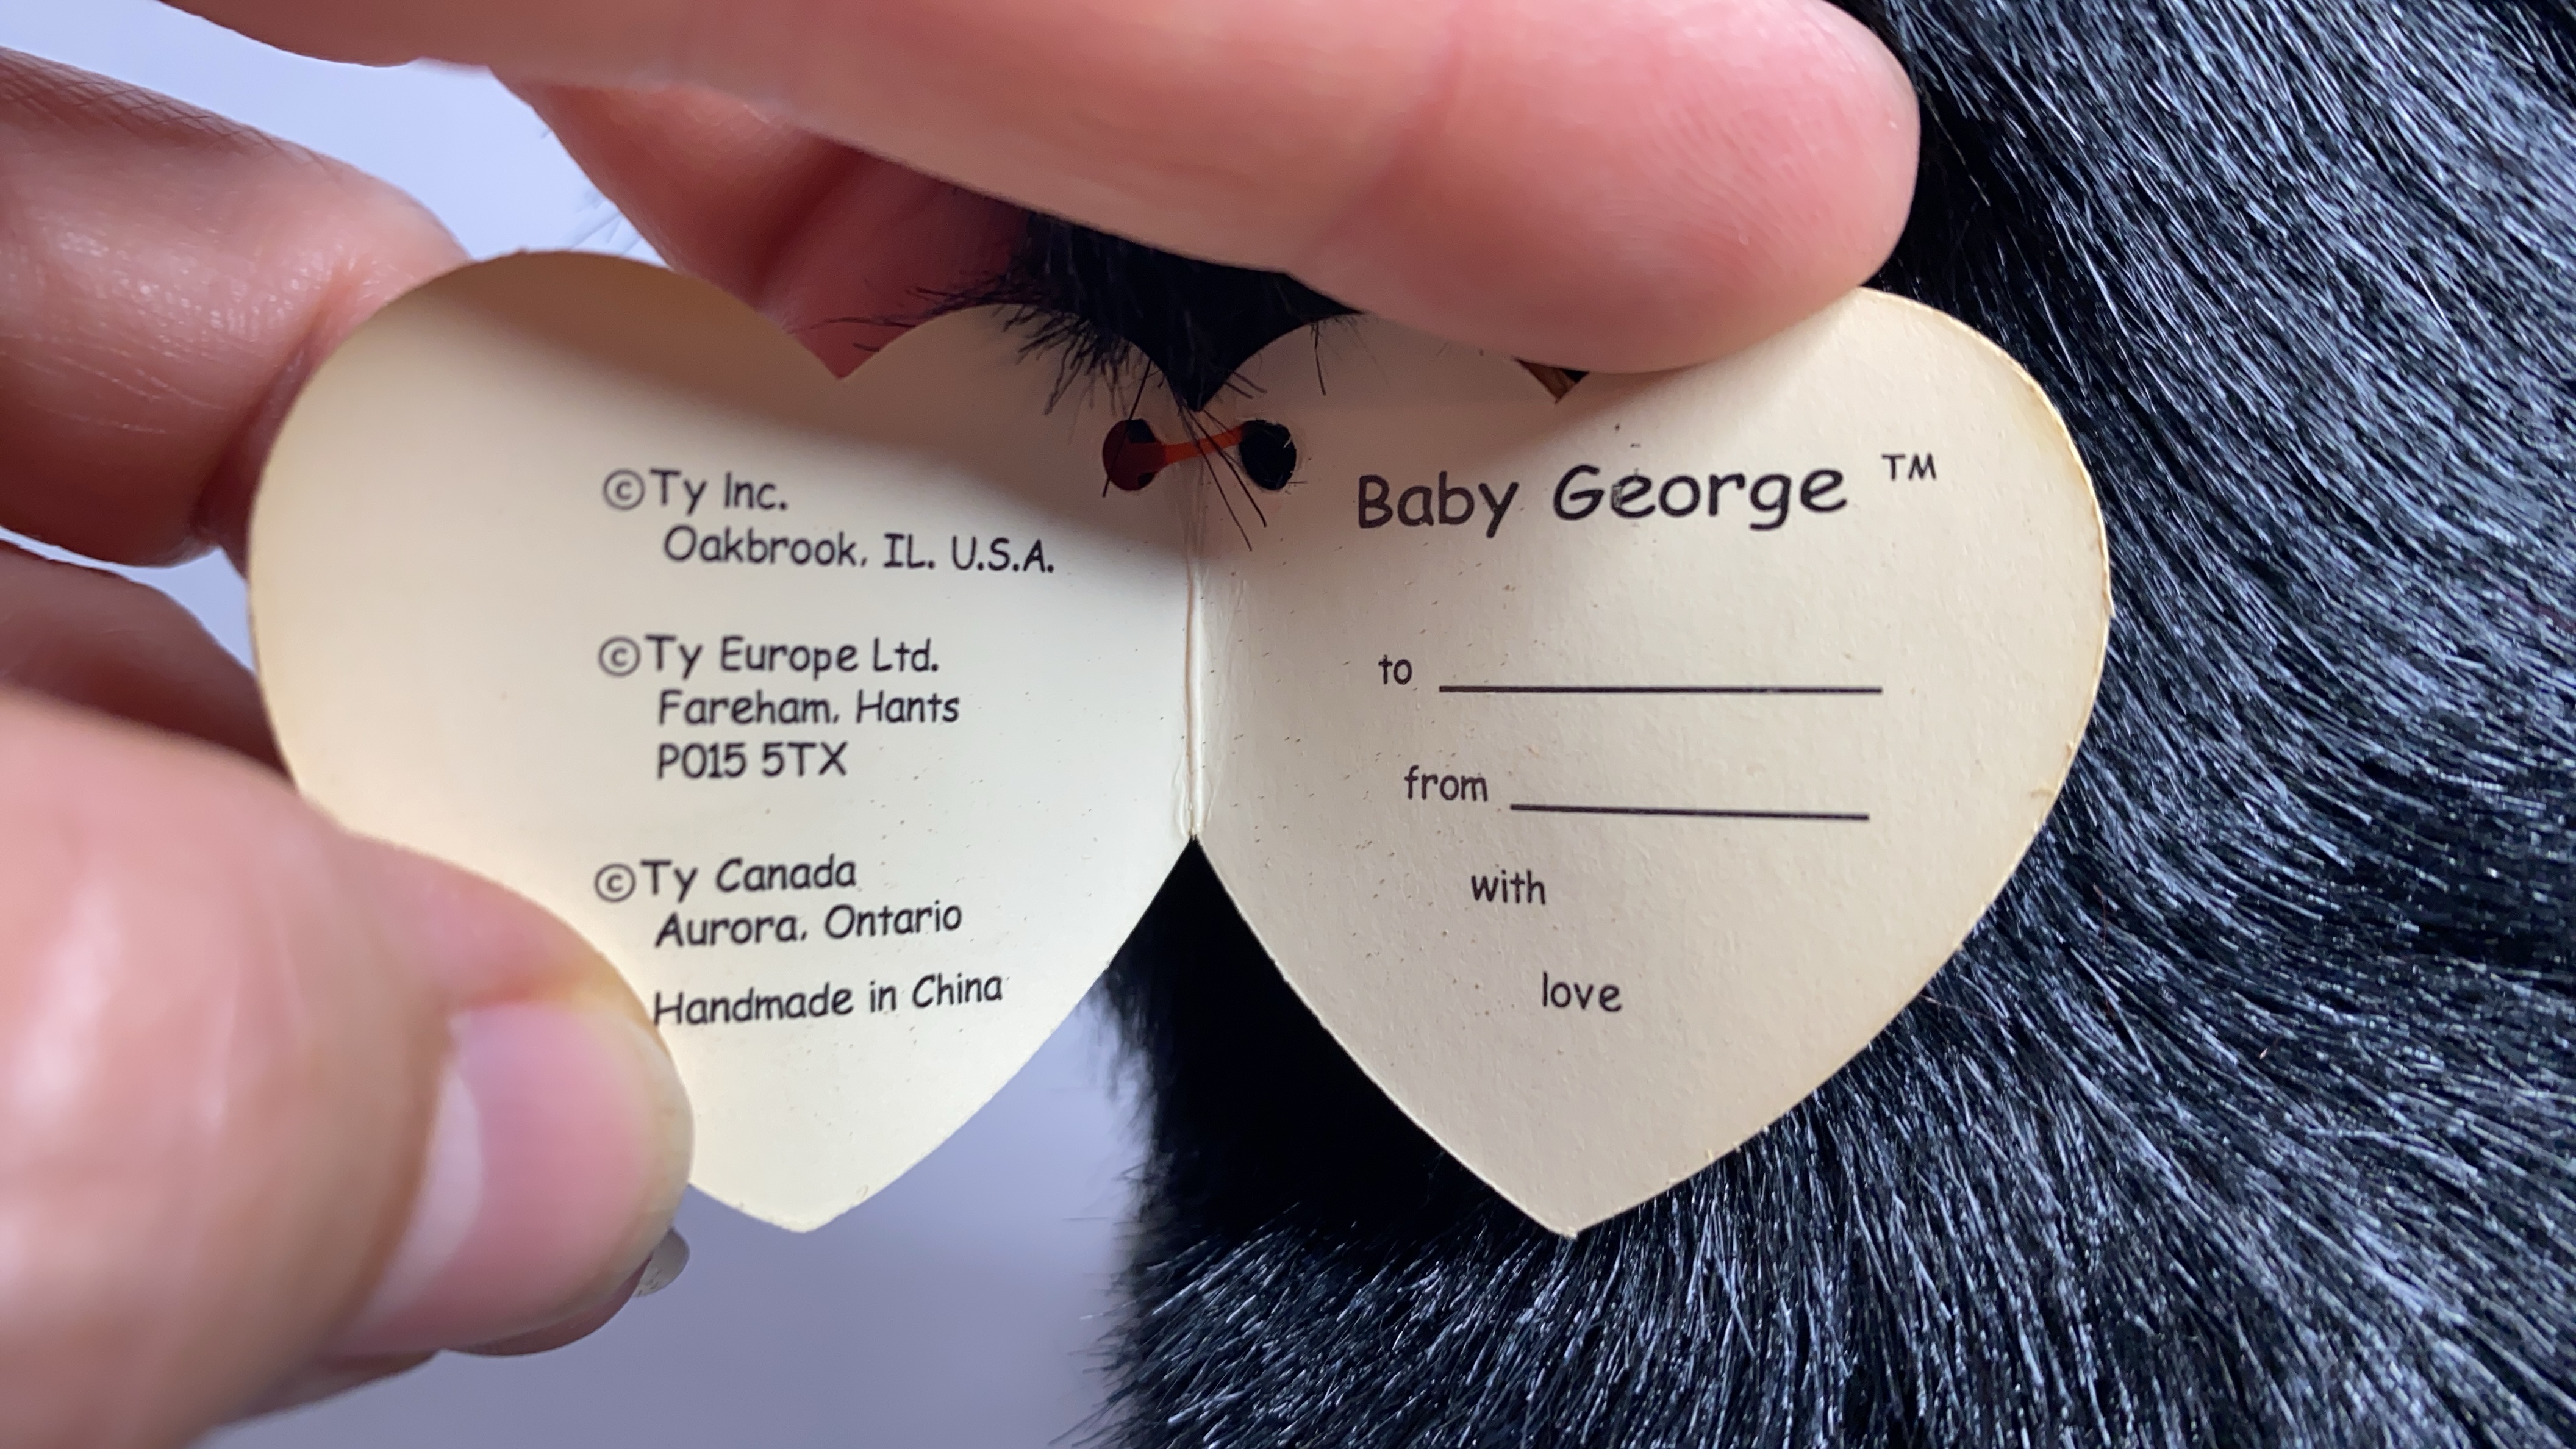 ©Ty Inc.
Oakbrook, IL. U.S.A.
©Ty Europe Ltd.
Fareham, Hants
PO15 5TX
©Ty Canada
Aurora, Ontario
Handmade in China
Baby George ™
to
from
with
love